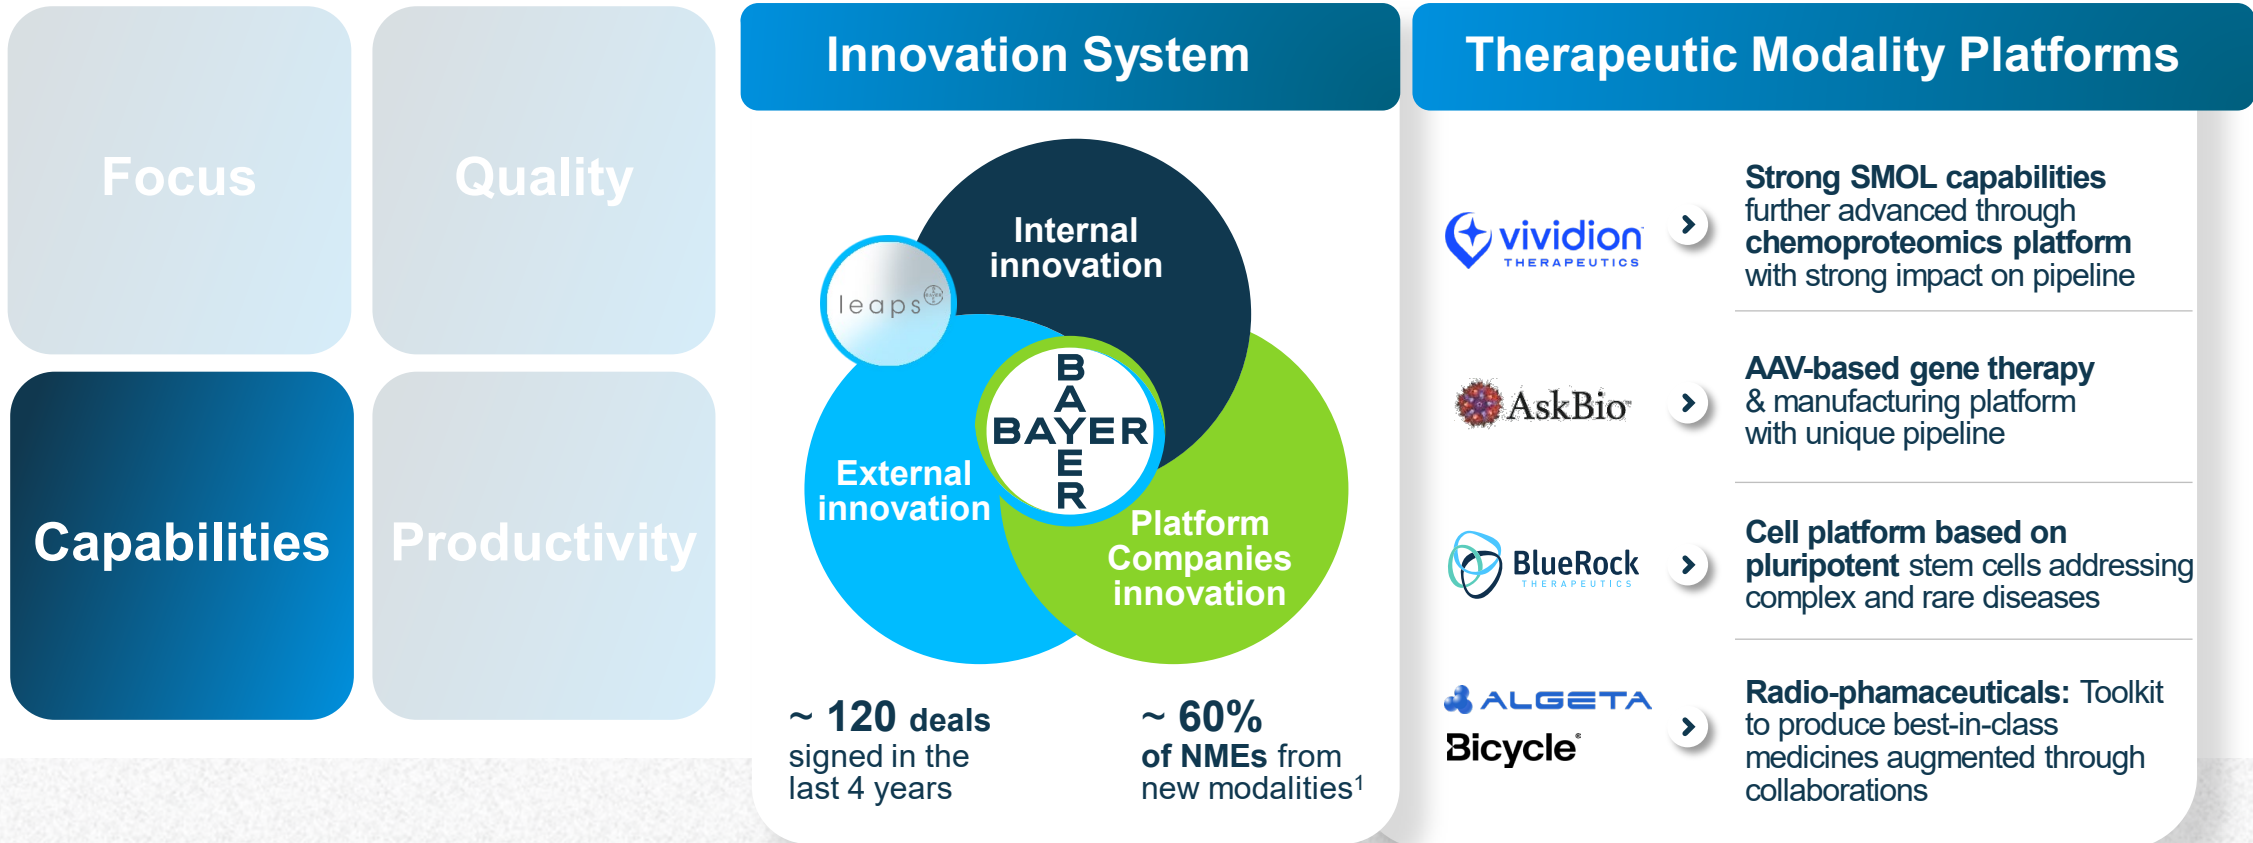 Focus
Quality
Capabilities
Productivity
Innovation System
Internal
innovation
leaps
BAYER
BAYER
BAYER
External
innovation
Platform
Companies
innovation
~ 120 deals
signed in the
last 4 years
~ 60%
of NMEs from
new modalities¹
Therapeutic Modality Platforms
vividion
THERAPEUTICS
Strong SMOL capabilities
further advanced through
chemoproteomics platform
with strong impact on pipeline
AskBio™
AAV-based gene therapy
& manufacturing platform
with unique pipeline
BlueRock
THERAPEUTICS
Cell platform based on
pluripotent stem cells addressing
complex and rare diseases
ALGETA
Bicycle®
Radio-phamaceuticals: Toolkit
to produce best-in-class
medicines augmented through
collaborations